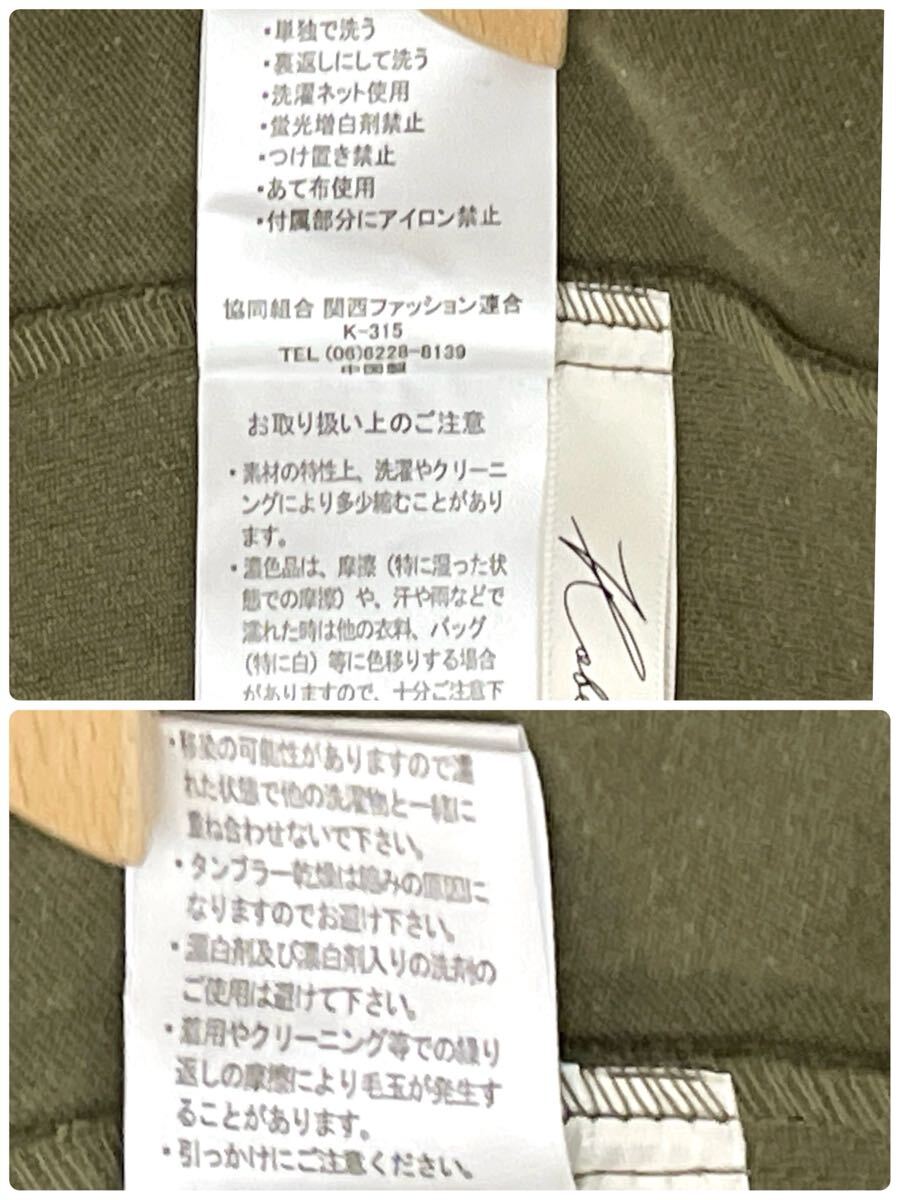 ・単独で洗う
・裏返しにして洗う
・洗濯ネット使用
・蛍光増白剤禁止
・つけ置き禁止
・あて布使用
・付属部分にアイロン禁止
協同組合 関西ファッション連合
K-315
TEL (06)6228-8139
中国製
お取り扱い上のご注意
・素材の特性上、洗濯やクリーニ
ングにより多少縮むことがあり
ます。
・濃色品は、摩擦（特に湿った状
態での摩擦）や、汗や雨などで
濡れた時は他の衣料、バッグ
（特に白）等に色移りする場合
がありますので、十分ご注意下
・移染の可能性がありますので濡
れた状態で他の洗濯物と一緒に
重ね合わせないで下さい。
・タンブラー乾燥は縮みの原因に
なりますのでお避け下さい。
・漂白剤及び漂白剤入りの洗剤の
ご使用は避けて下さい。
・着用やクリーニング等での繰り
返しの摩擦により毛玉が発生す
ることがあります。
・引っかけにご注意ください。